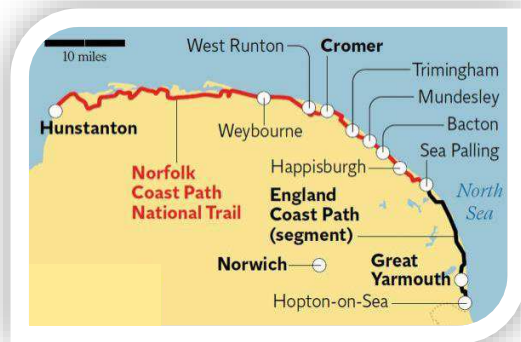 10 miles
West Runton
Cromer
Trimingham
Mundesley
Bacton
Sea Palling
Hunstanton
Weybourne
Happisburgh
Norfolk
Coast Path
National Trail
England
Coast Path
(segment)
North
Sea
Norwich
Great
Yarmouth
Hopton-on-Sea